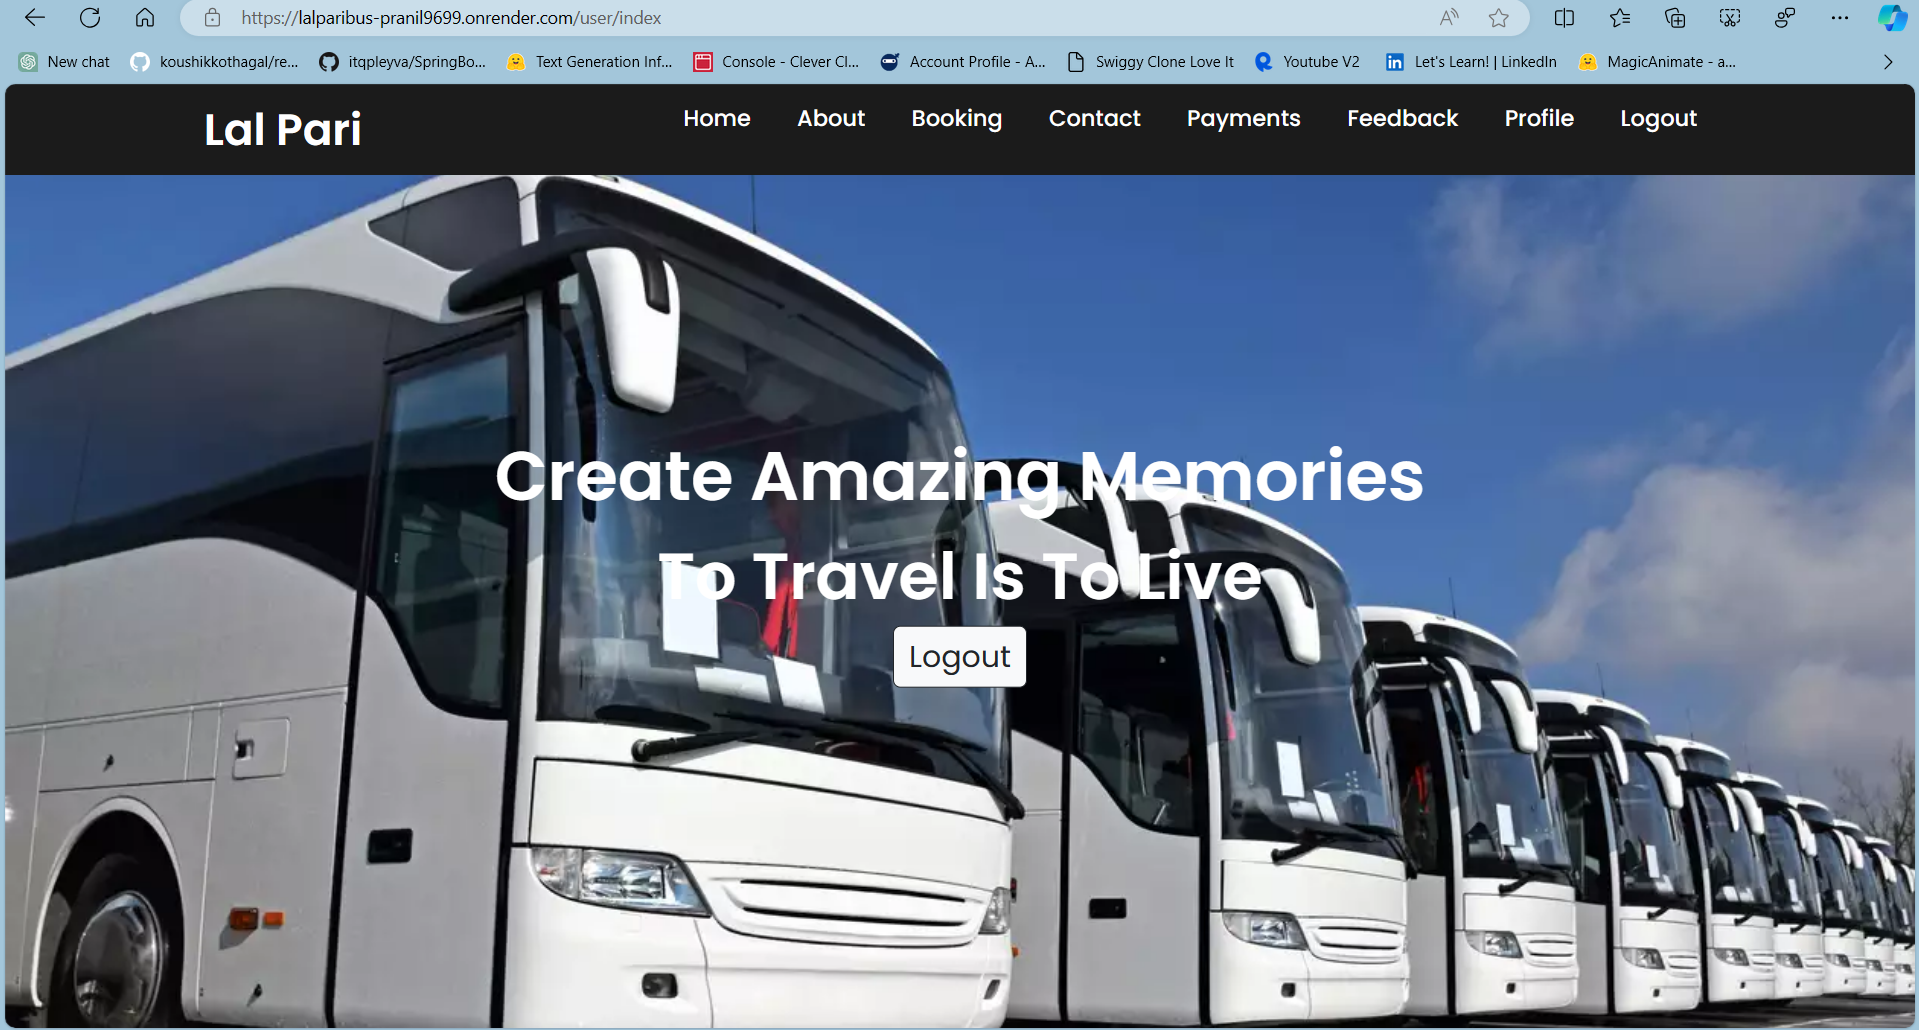 https://lalparibus-pranil9699.onrender.com/user/index
New chat koushikkothagal/re... itqpleyva/SpringBo... Text Generation Inf... Console - Clever Cl... Account Profile - A... Swiggy Clone Love It Youtube V2 Let's Learn! | LinkedIn MagicAnimate - a...
Lal Pari Home About Booking Contact Payments Feedback Profile Logout
Create Amazing Memories
To Travel Is To Live
Logout